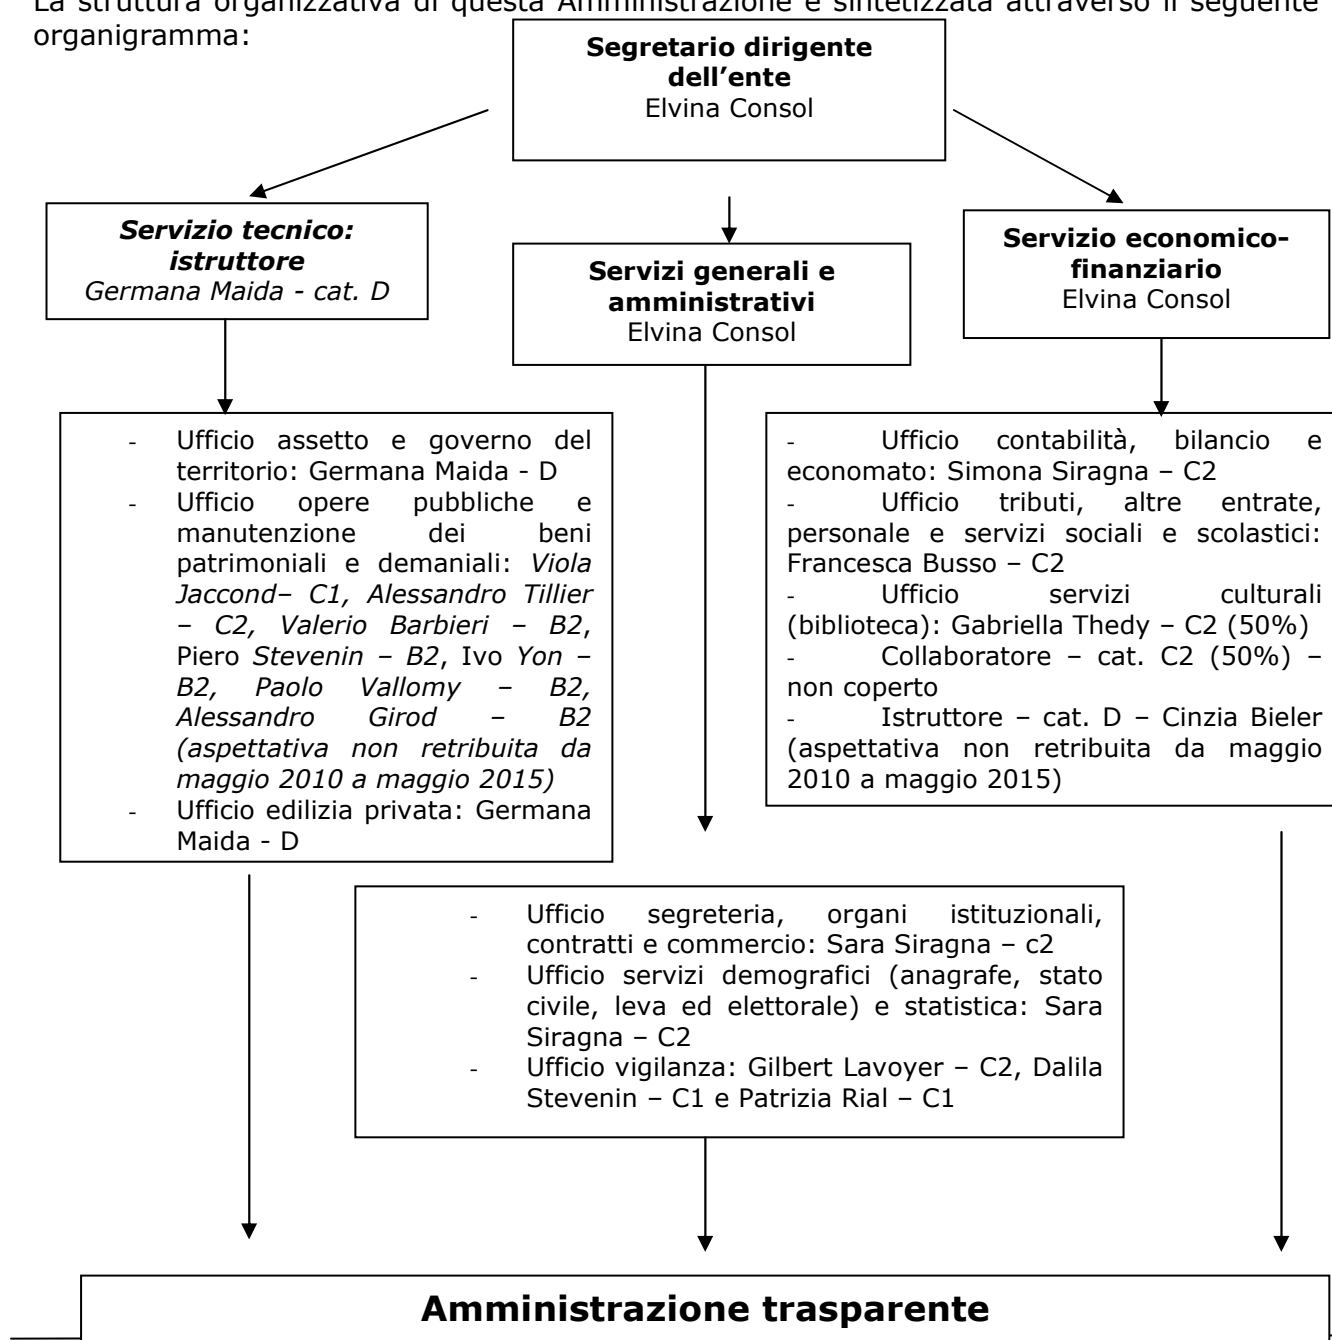 La struttura organizzativa di questa Amministrazione è sintetizzata attraverso il seguente
organigramma:
Segretario dirigente
dell’ente
Elvina Consol
Servizio tecnico:
istruttore
Germana Maida - cat. D
Servizi generali e
amministrativi
Elvina Consol
Servizio economico-
finanziario
Elvina Consol
- Ufficio assetto e governo del
territorio: Germana Maida - D
- Ufficio opere pubbliche e
manutenzione dei beni
patrimoniali e demaniali: Viola
Jaccond– C1, Alessandro Tillier
– C2, Valerio Barbieri – B2,
Piero Stevenin – B2, Ivo Yon –
B2, Paolo Vallomy – B2,
Alessandro Girod – B2
(aspettativa non retribuita da
maggio 2010 a maggio 2015)
- Ufficio edilizia privata: Germana
Maida - D
- Ufficio contabilità, bilancio e
economato: Simona Siragna – C2
- Ufficio tributi, altre entrate,
personale e servizi sociali e scolastici:
Francesca Busso – C2
- Ufficio servizi culturali
(biblioteca): Gabriella Thedy – C2 (50%)
- Collaboratore – cat. C2 (50%) –
non coperto
- Istruttore – cat. D – Cinzia Bieler
(aspettativa non retribuita da maggio
2010 a maggio 2015)
- Ufficio segreteria, organi istituzionali,
contratti e commercio: Sara Siragna – c2
- Ufficio servizi demografici (anagrafe, stato
civile, leva ed elettorale) e statistica: Sara
Siragna – C2
- Ufficio vigilanza: Gilbert Lavoyer – C2, Dalila
Stevenin – C1 e Patrizia Rial – C1
Amministrazione trasparente